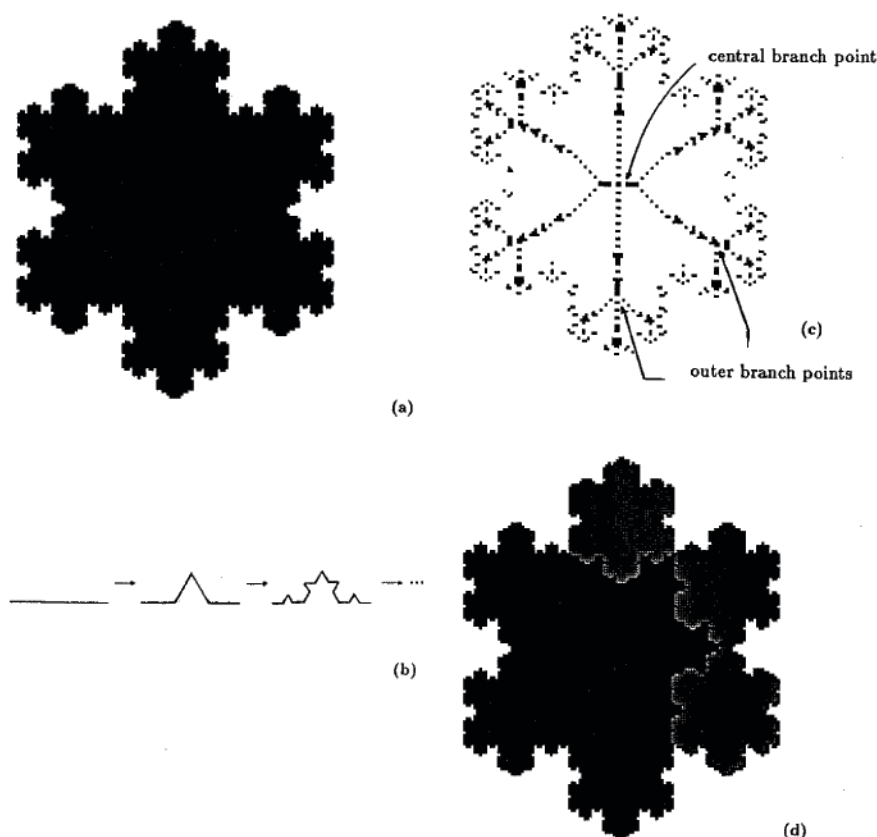 central branch point
(c)
outer branch points
(a)
(b)
(d)